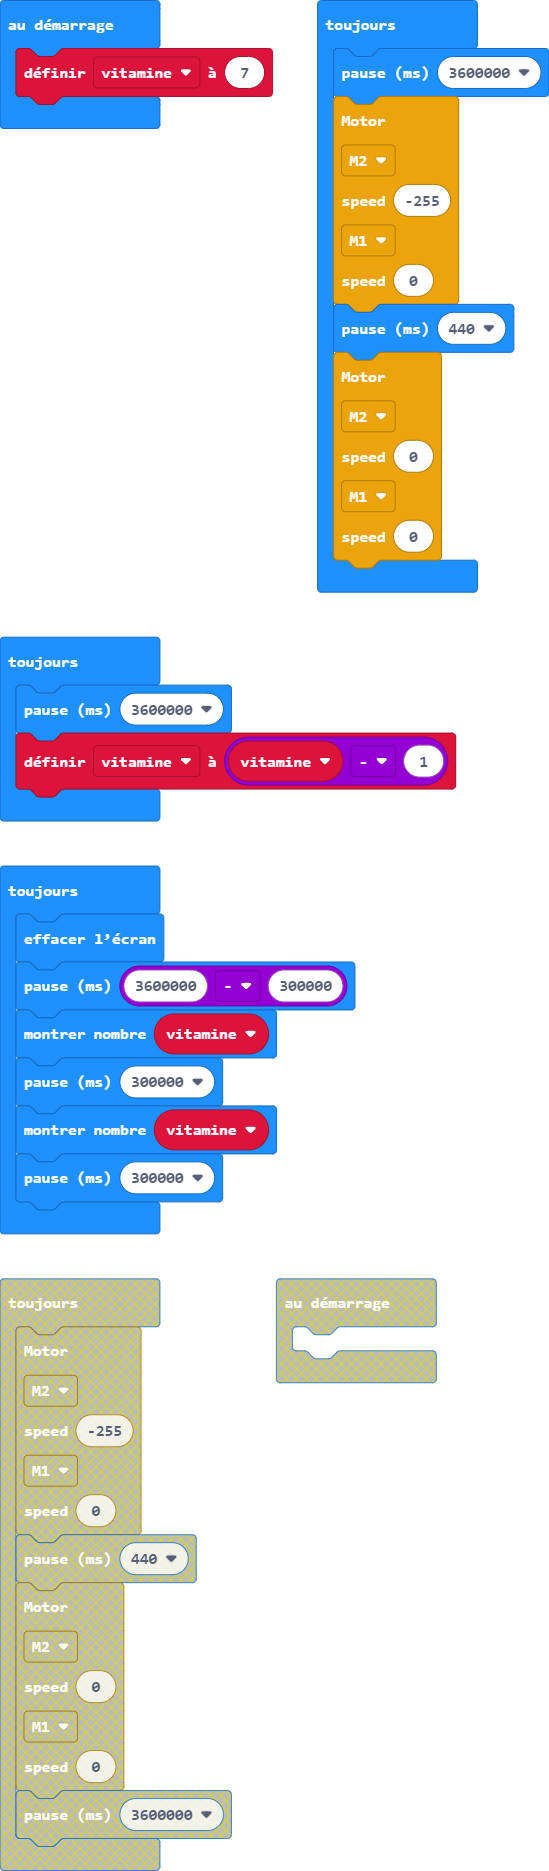 au démarrage
définir vitamine à 7
toujours
pause (ms) 3600000
Motor
M2
speed -255
M1
speed 0
pause (ms) 440
Motor
M2
speed 0
M1
speed 0
toujours
pause (ms) 3600000
définir vitamine à vitamine - 1
toujours
effacer l’écran
pause (ms) 3600000 - 300000
montrer nombre vitamine
pause (ms) 300000
montrer nombre vitamine
pause (ms) 300000
toujours
Motor
M2
speed -255
M1
speed 0
pause (ms) 440
Motor
M2
speed 0
M1
speed 0
pause (ms) 3600000
au démarrage